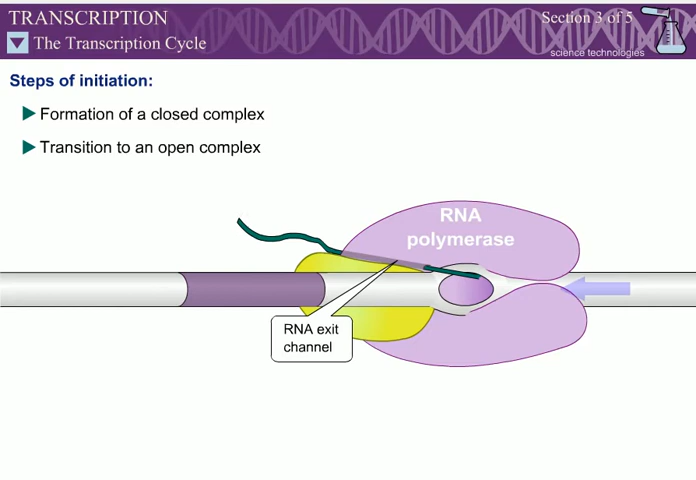 TRANSCRIPTION
Section 3 of 5
The Transcription Cycle
science technologies
Steps of initiation:
Formation of a closed complex
Transition to an open complex
RNA
polymerase
RNA exit
channel